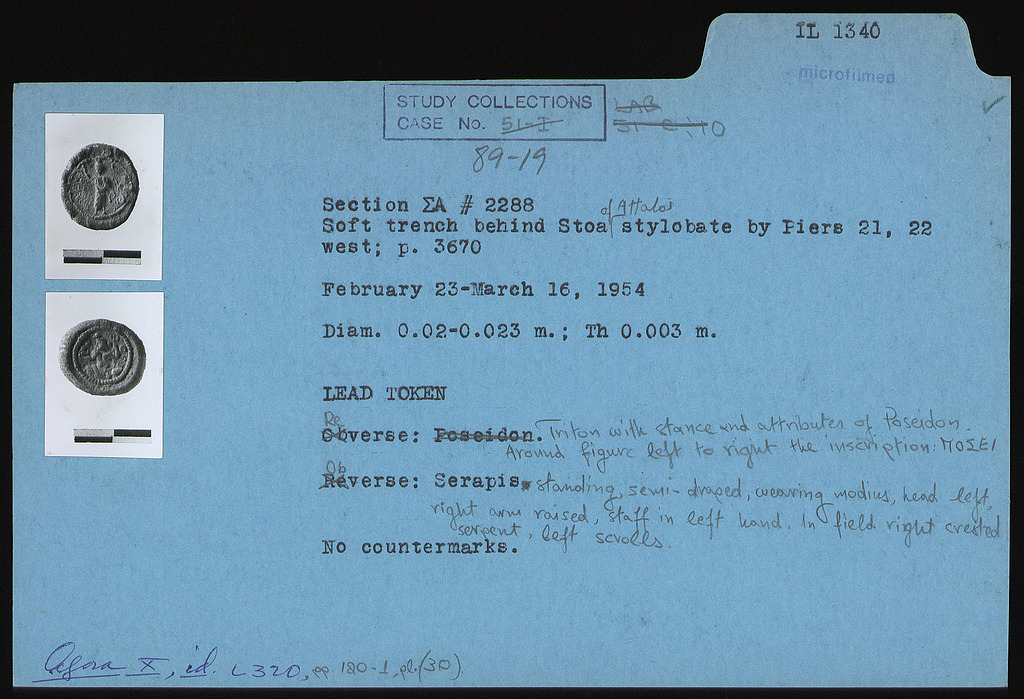 IL 1340
microfilmed
STUDY COLLECTIONS
CASE No. 51-I
LAB
89-19
Section ΣΑ # 2288
of Attalos
Soft trench behind Stoa stylobate by Piers 21, 22
west; p. 3670
February 23-March 16, 1954
Diam. 0.02-0.023 m.; Th 0.003 m.
LEAD TOKEN
Re
Obverse: Poseidon. Triton with stance and attributes of Poseidon.
Around figure left to right the inscription: ΠΟΣΕΙ
Ob
Reverse: Serapis, standing, semi-draped, wearing modius, head left,
right arm raised, staff in left hand. In field right crested
serpent, left scrolls.
No countermarks.
Agora X, id. L320, pp 120-1, pl. (30).